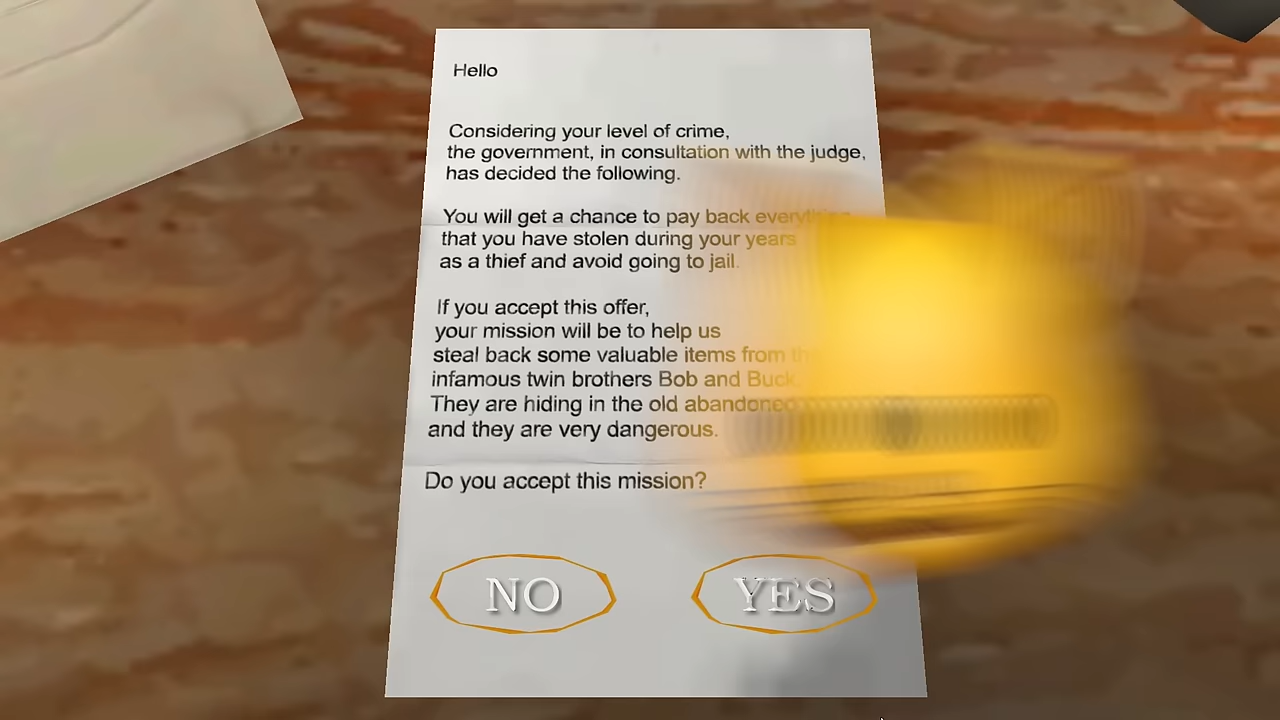 Hello
Considering your level of crime,
the government, in consultation with the judge,
has decided the following.
You will get a chance to pay back everything
that you have stolen during your years
as a thief and avoid going to jail.
If you accept this offer,
your mission will be to help us
steal back some valuable items from the
infamous twin brothers Bob and Buck.
They are hiding in the old abandoned
and they are very dangerous.
Do you accept this mission?
NO YES